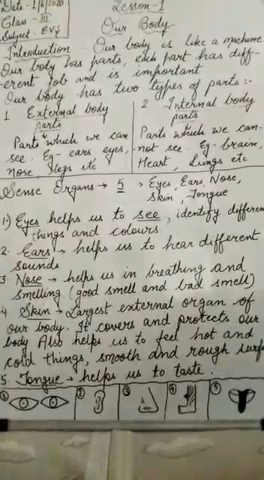 Date - 1/6/2020
Class - III
Subject - EVS
Lesson - 1
Our Body
Introduction - Our body is like a machine
Our body has parts, each part has diff-
erent job and is important
Our body has two types of parts:-
1 External body
parts
Parts which we can
see. Eg - ears eyes,
nose, legs etc
2 Internal body
parts
Parts which we can-
not see Eg - brain,
Heart, Lungs etc
Sense Organs → 5 → Eyes, Ears, Nose,
Skin, Tongue
1) Eyes helps us to see, identify different
things and colours.
2. Ears → helps us to hear different
sounds
3 Nose → helps us in breathing and
smelling (good smell and bad smell)
4 Skin → Largest external organ of
our body. It covers and protects our
body Also helps us to feel hot and
cold things, smooth and rough surf
5 Tongue → helps us to taste.
1 2 3 4 5